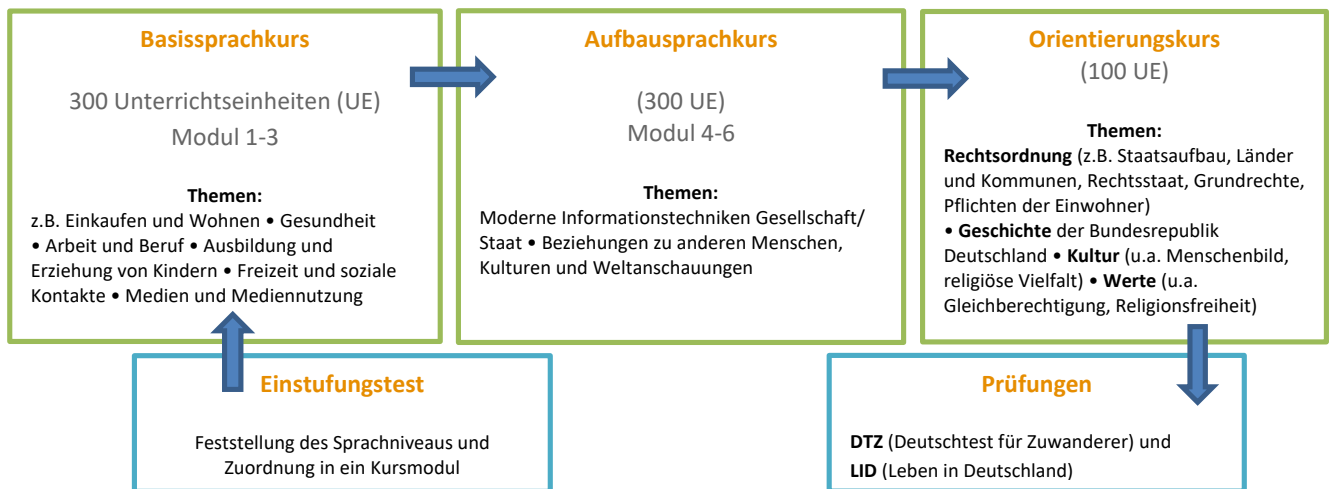 Basissprachkurs
300 Unterrichtseinheiten (UE)
Modul 1-3
Themen:
z.B. Einkaufen und Wohnen • Gesundheit
• Arbeit und Beruf • Ausbildung und
Erziehung von Kindern • Freizeit und soziale
Kontakte • Medien und Mediennutzung
Aufbausprachkurs
(300 UE)
Modul 4-6
Themen:
Moderne Informationstechniken Gesellschaft/
Staat • Beziehungen zu anderen Menschen,
Kulturen und Weltanschauungen
Orientierungskurs
(100 UE)
Themen:
Rechtsordnung (z.B. Staatsaufbau, Länder
und Kommunen, Rechtsstaat, Grundrechte,
Pflichten der Einwohner)
• Geschichte der Bundesrepublik
Deutschland • Kultur (u.a. Menschenbild,
religiöse Vielfalt) • Werte (u.a.
Gleichberechtigung, Religionsfreiheit)
Einstufungstest
Feststellung des Sprachniveaus und
Zuordnung in ein Kursmodul
Prüfungen
DTZ (Deutschtest für Zuwanderer) und
LID (Leben in Deutschland)